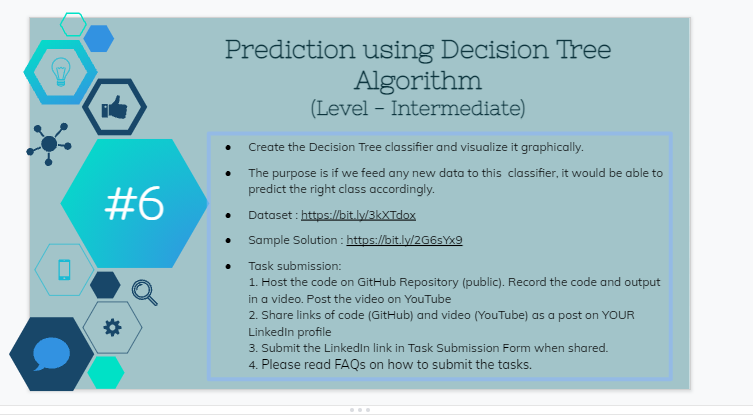 Prediction using Decision Tree
Algorithm
(Level – Intermediate)
#6
● Create the Decision Tree classifier and visualize it graphically.
● The purpose is if we feed any new data to this classifier, it would be able to
predict the right class accordingly.
● Dataset : https://bit.ly/3kXTdox
● Sample Solution : https://bit.ly/2G6sYx9
● Task submission:
1. Host the code on GitHub Repository (public). Record the code and output
in a video. Post the video on YouTube
2. Share links of code (GitHub) and video (YouTube) as a post on YOUR
LinkedIn profile
3. Submit the LinkedIn link in Task Submission Form when shared.
4. Please read FAQs on how to submit the tasks.